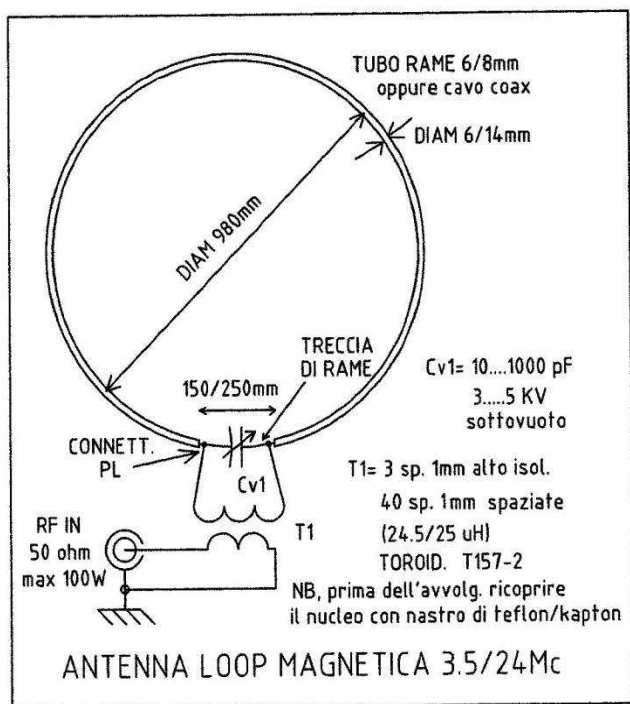 TUBO RAME 6/8mm
oppure cavo coax
DIAM 6/14mm
DIAM 980mm
TRECCIA
DI RAME
150/250mm
CONNETT.
PL
Cv1
Cv1= 10....1000 pF
3.....5 KV
sottovuoto
T1= 3 sp. 1mm alto isol.
40 sp. 1mm spaziate
(24.5/25 uH)
TOROID. T157-2
NB, prima dell'avvolg. ricoprire
il nucleo con nastro di teflon/kapton
RF IN
50 ohm
max 100W
T1
ANTENNA LOOP MAGNETICA 3.5/24Mc